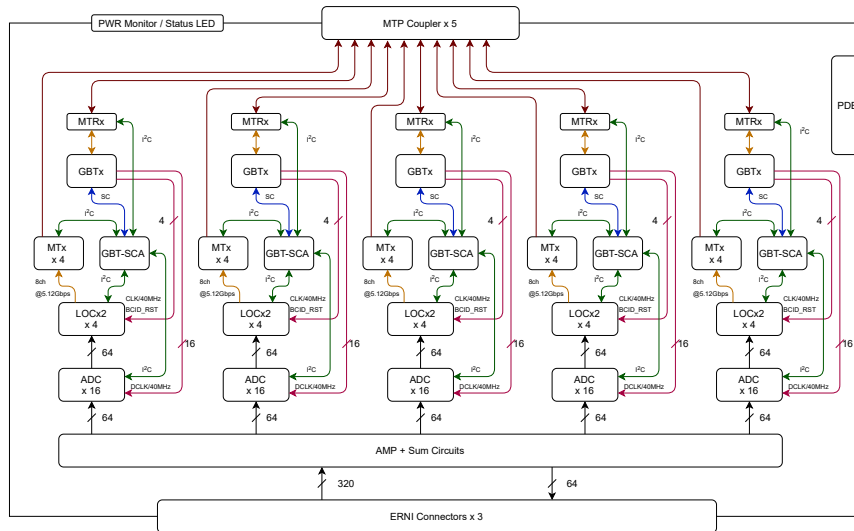 PWR Monitor / Status LED
MTP Coupler x 5
PDB
MTRx
I²C
GBTx
SC
I²C
4
MTx
x 4
GBT-SCA
8ch
@5.12Gbps
I²C
LOCx2
x 4
CLK/40MHz
BCID_RST
64
16
I²C
ADC
x 16
DCLK/40MHz
64
MTRx
I²C
GBTx
SC
I²C
4
MTx
x 4
GBT-SCA
8ch
@5.12Gbps
I²C
LOCx2
x 4
CLK/40MHz
BCID_RST
64
16
I²C
ADC
x 16
DCLK/40MHz
64
MTRx
I²C
GBTx
SC
I²C
4
MTx
x 4
GBT-SCA
8ch
@5.12Gbps
I²C
LOCx2
x 4
CLK/40MHz
BCID_RST
64
16
I²C
ADC
x 16
DCLK/40MHz
64
MTRx
I²C
GBTx
SC
I²C
4
MTx
x 4
GBT-SCA
8ch
@5.12Gbps
I²C
LOCx2
x 4
CLK/40MHz
BCID_RST
64
16
I²C
ADC
x 16
DCLK/40MHz
64
MTRx
I²C
GBTx
SC
I²C
4
MTx
x 4
GBT-SCA
8ch
@5.12Gbps
I²C
LOCx2
x 4
CLK/40MHz
BCID_RST
64
16
I²C
ADC
x 16
DCLK/40MHz
64
AMP + Sum Circuits
320
64
ERNI Connectors x 3